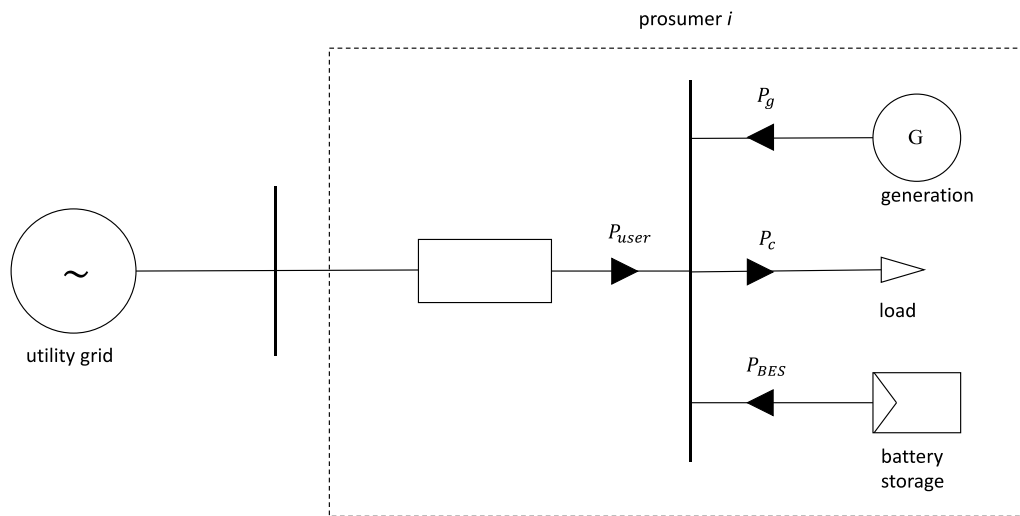 prosumer i
P_g
G
generation
P_user
P_c
~
load
utility grid
P_BES
battery
storage